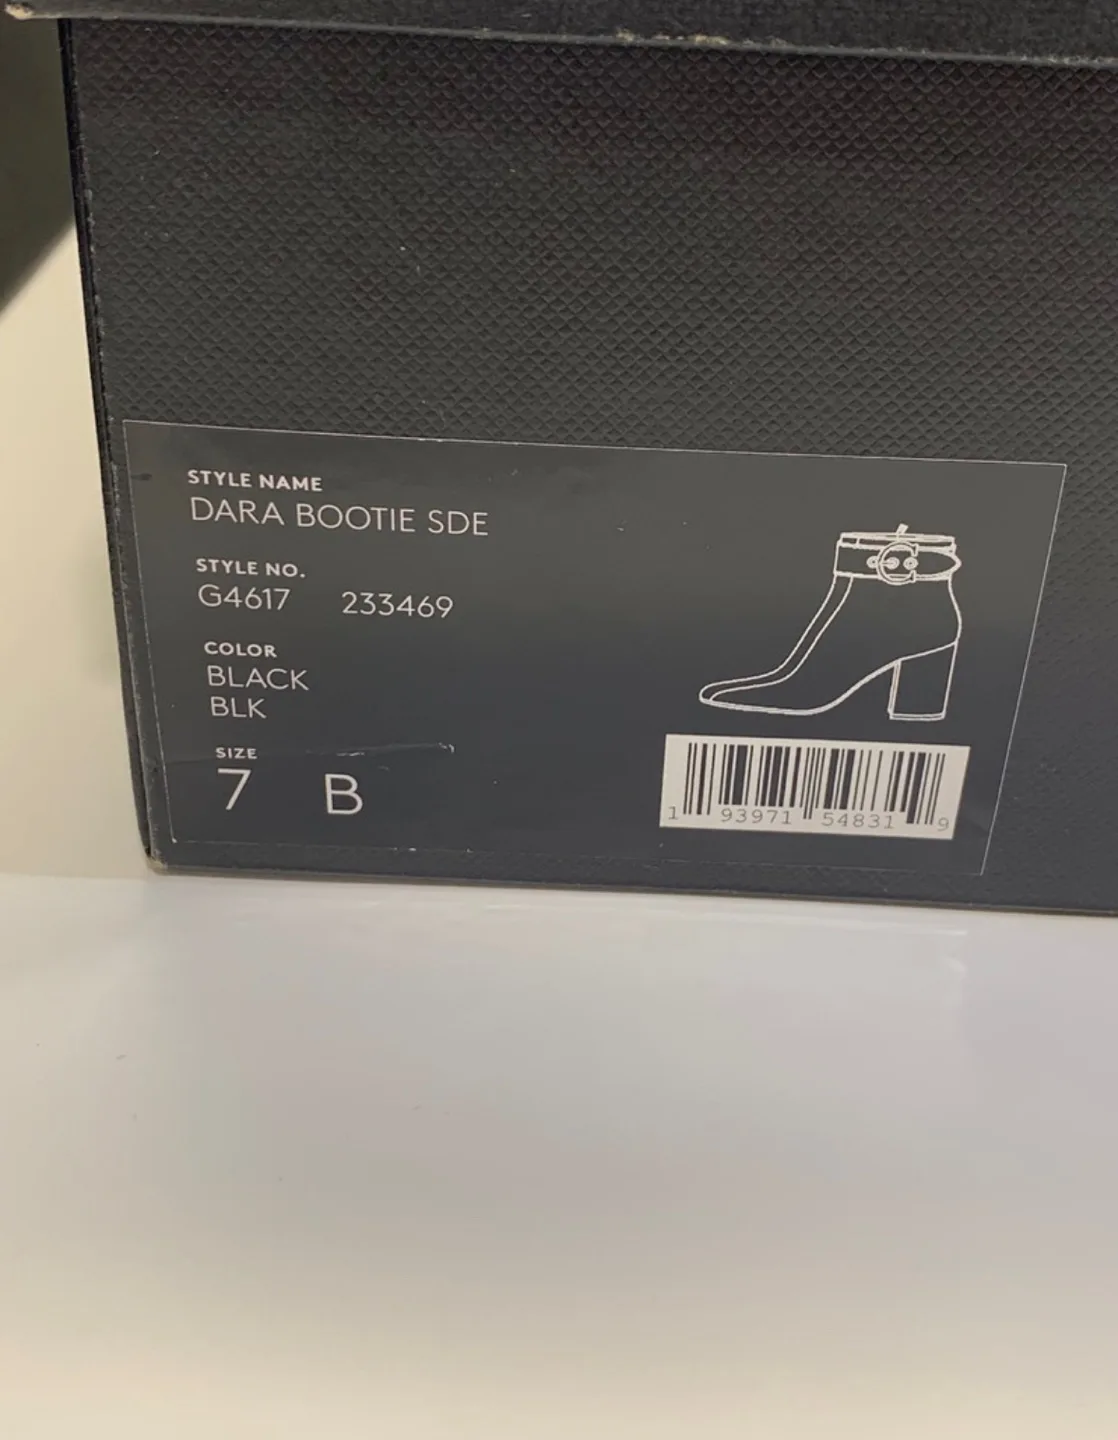 STYLE NAME
DARA BOOTIE SDE
STYLE NO.
G4617 233469
COLOR
BLACK
BLK
SIZE
7 B
1 93971 54831 9